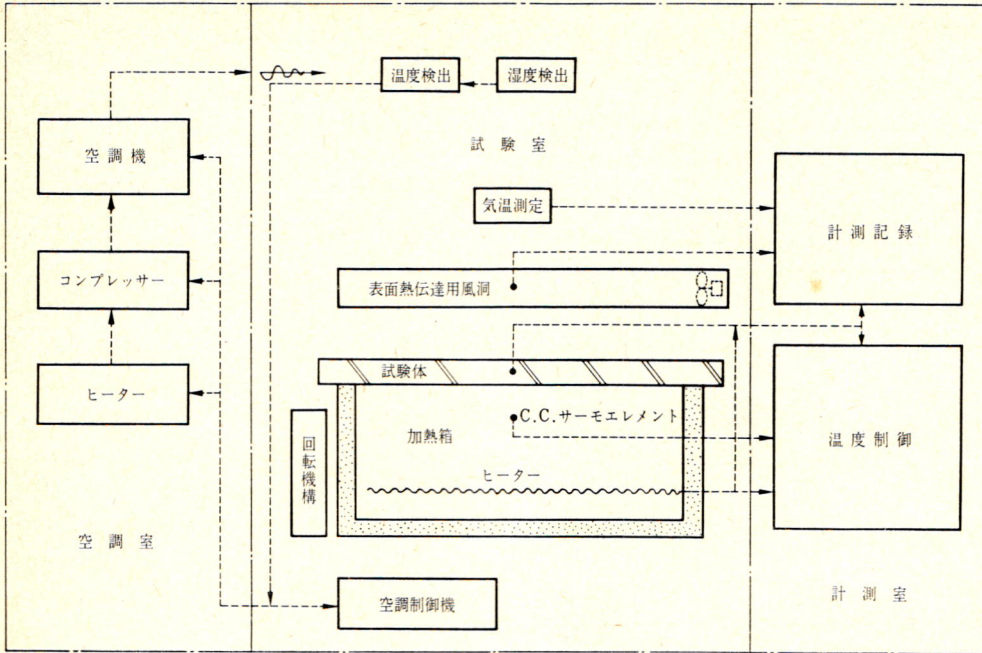 温度検出
湿度検出
試験室
空調機
気温測定
計測記録
コンプレッサー
表面熱伝達用風洞
試験体
ヒーター
C.C.サーモエレメント
加熱箱
温度制御
回転機構
ヒーター
空調室
空調制御機
計測室